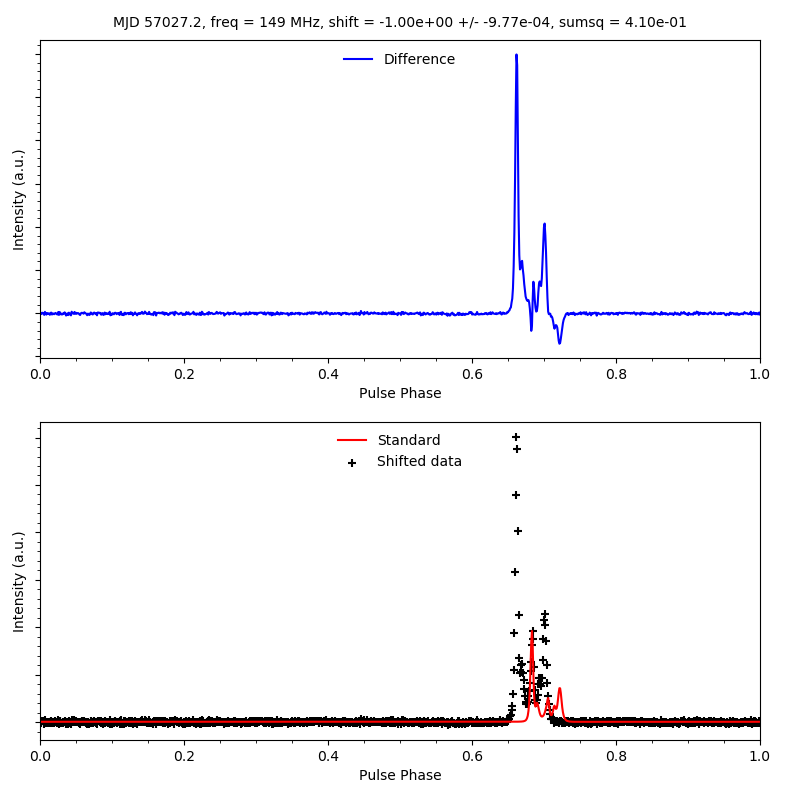 MJD 57027.2, freq = 149 MHz, shift = -1.00e+00 +/- -9.77e-04, sumsq = 4.10e-01
Difference
Intensity (a.u.)
0.0 0.2 0.4 0.6 0.8 1.0
Pulse Phase
Standard
Shifted data
Intensity (a.u.)
0.0 0.2 0.4 0.6 0.8 1.0
Pulse Phase